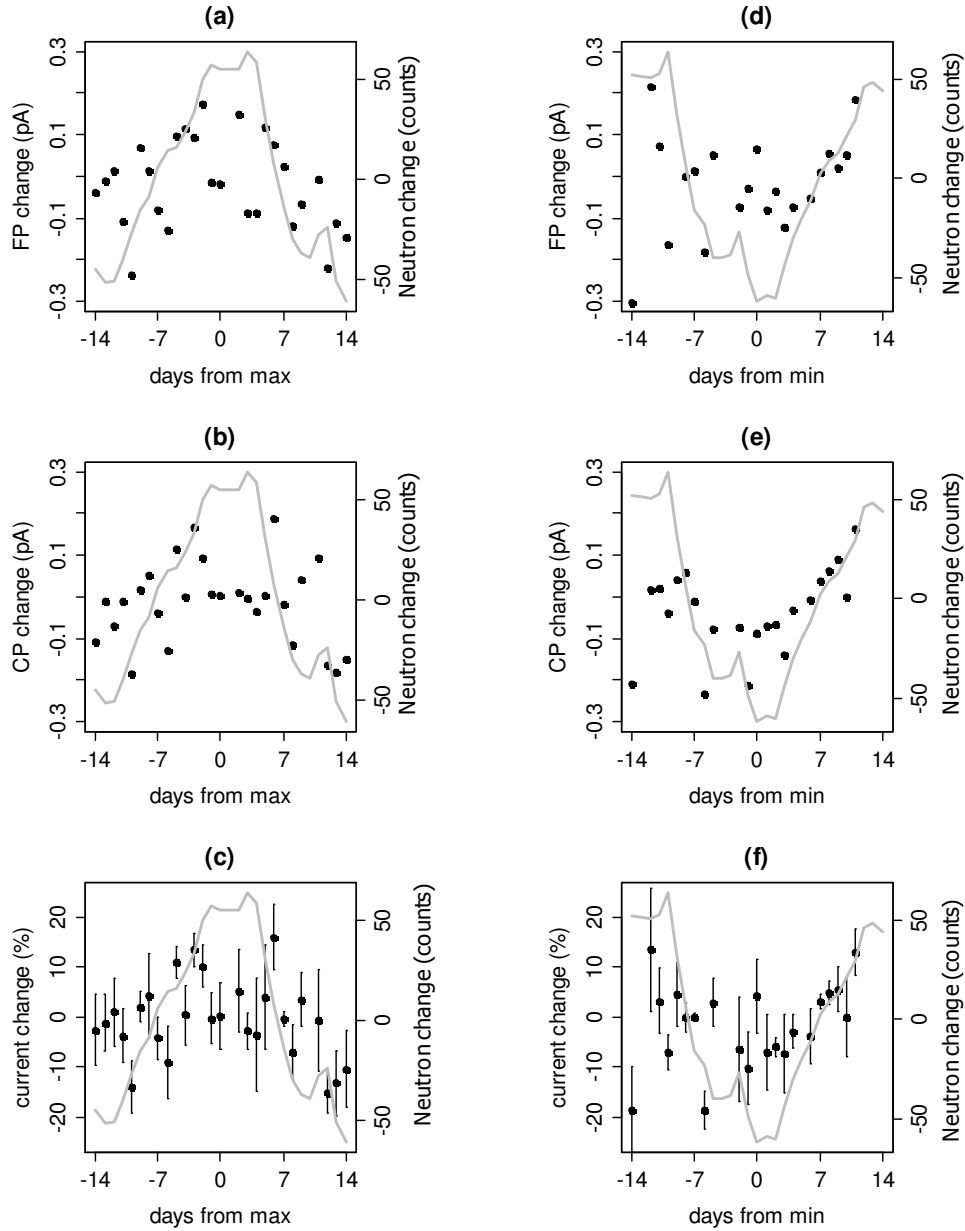 (a)
FP change (pA)
0.3
0.1
-0.1
-0.3
50
0
-50
Neutron change (counts)
-14 -7 0 7 14
days from max
(d)
FP change (pA)
0.3
0.1
-0.1
-0.3
50
0
-50
Neutron change (counts)
-14 -7 0 7 14
days from min
(b)
CP change (pA)
0.3
0.1
-0.1
-0.3
50
0
-50
Neutron change (counts)
-14 -7 0 7 14
days from max
(e)
CP change (pA)
0.3
0.1
-0.1
-0.3
50
0
-50
Neutron change (counts)
-14 -7 0 7 14
days from min
(c)
current change (%)
20
10
0
-10
-20
50
0
-50
Neutron change (counts)
-14 -7 0 7 14
days from max
(f)
current change (%)
20
10
0
-10
-20
50
0
-50
Neutron change (counts)
-14 -7 0 7 14
days from min